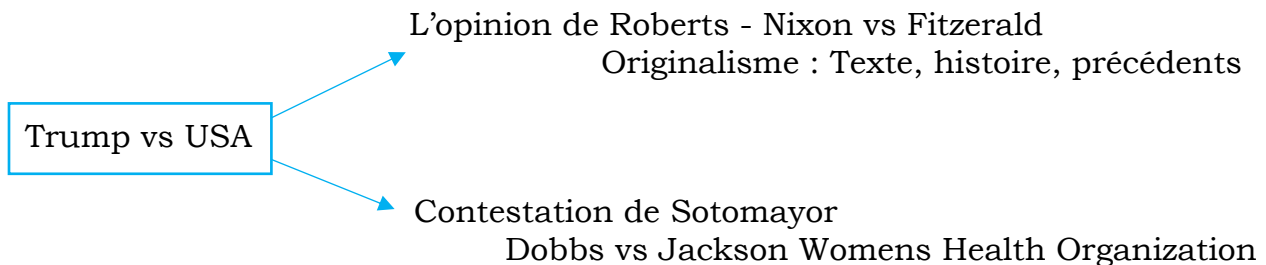 L’opinion de Roberts - Nixon vs Fitzerald
Originalisme : Texte, histoire, précédents
Trump vs USA
Contestation de Sotomayor
Dobbs vs Jackson Womens Health Organization